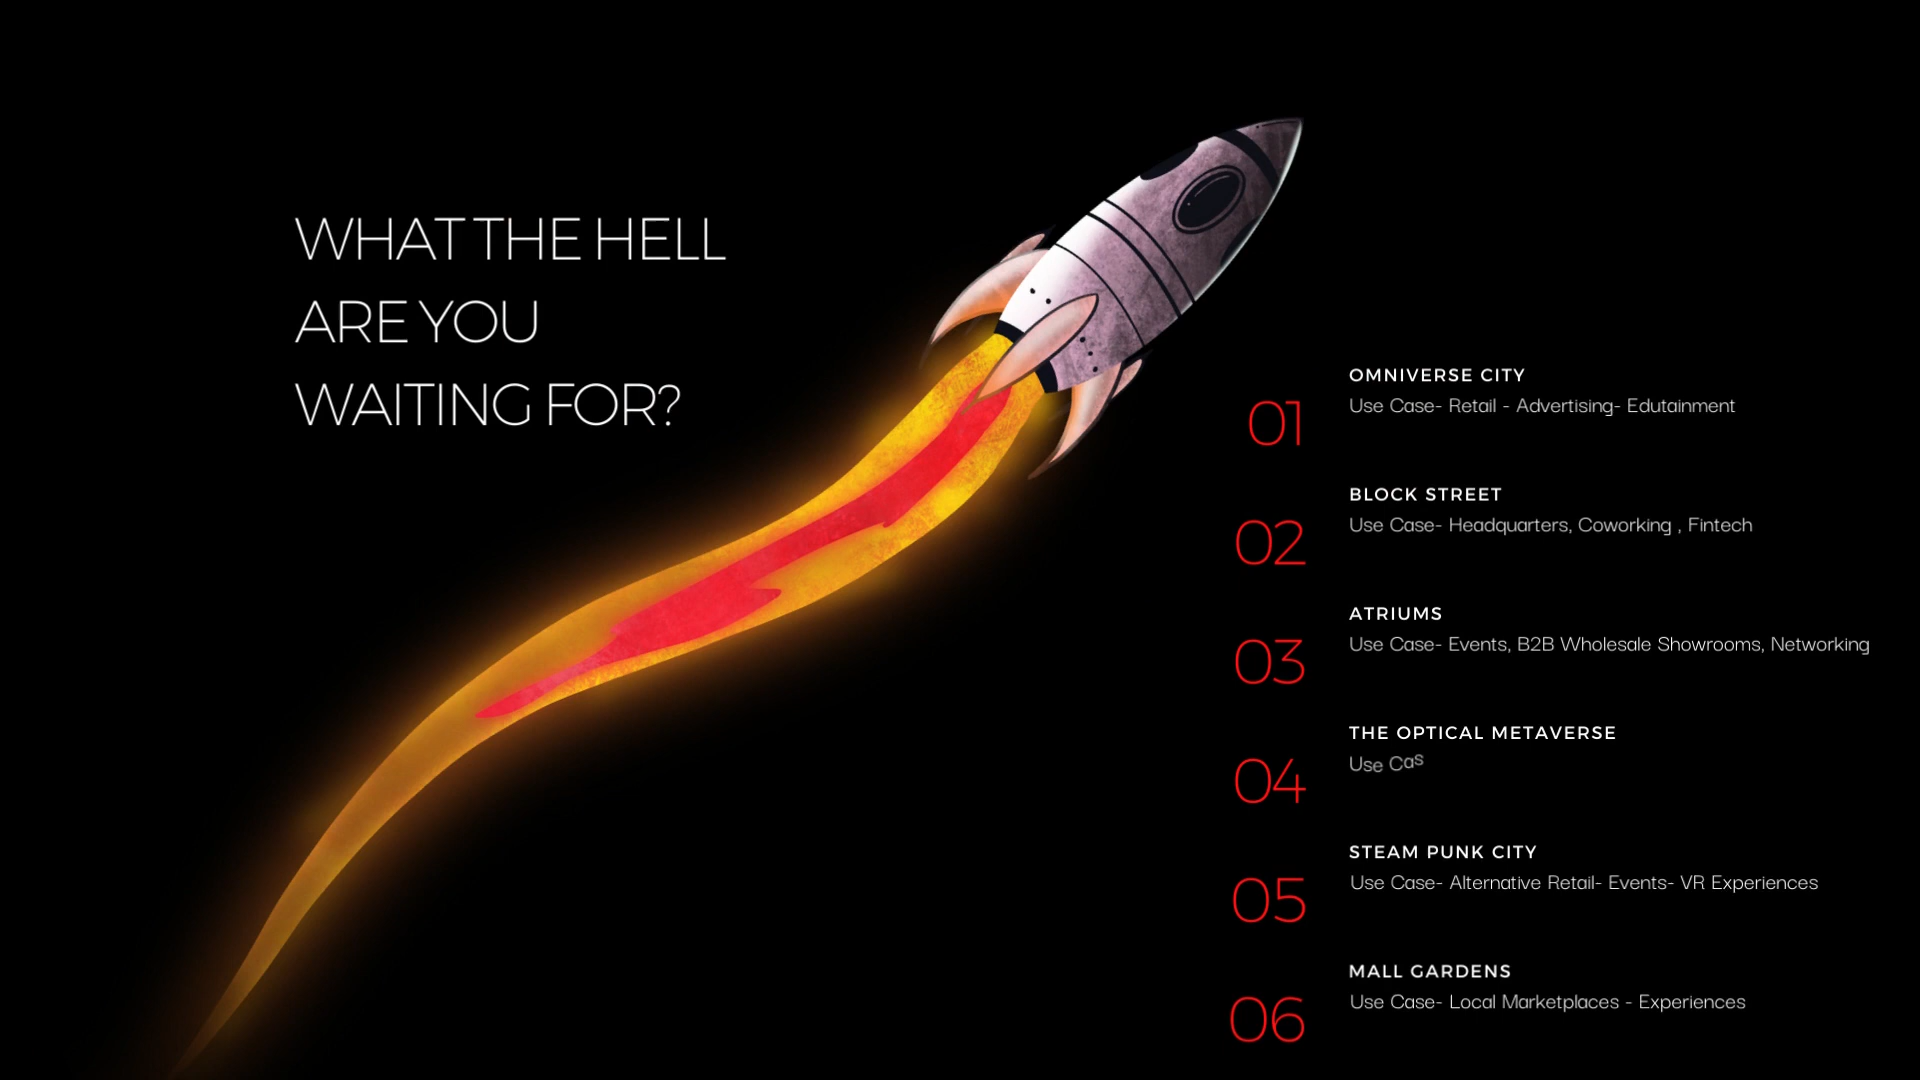 WHAT THE HELL
ARE YOU
WAITING FOR?
01
OMNIVERSE CITY
Use Case- Retail - Advertising- Edutainment
02
BLOCK STREET
Use Case- Headquarters, Coworking , Fintech
03
ATRIUMS
Use Case- Events, B2B Wholesale Showrooms, Networking
04
THE OPTICAL METAVERSE
Use Cas
05
STEAM PUNK CITY
Use Case- Alternative Retail- Events- VR Experiences
06
MALL GARDENS
Use Case- Local Marketplaces - Experiences